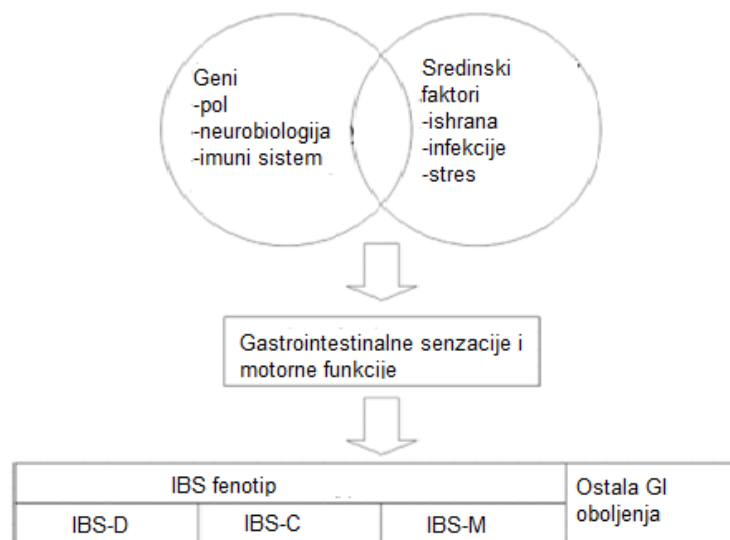 Geni
-pol
-neurobiologija
-imuni sistem
Sredinski
faktori
-ishrana
-infekcije
-stres
Gastrointestinalne senzacije i
motorne funkcije
IBS fenotip
Ostala GI
oboljenja
IBS-D
IBS-C
IBS-M